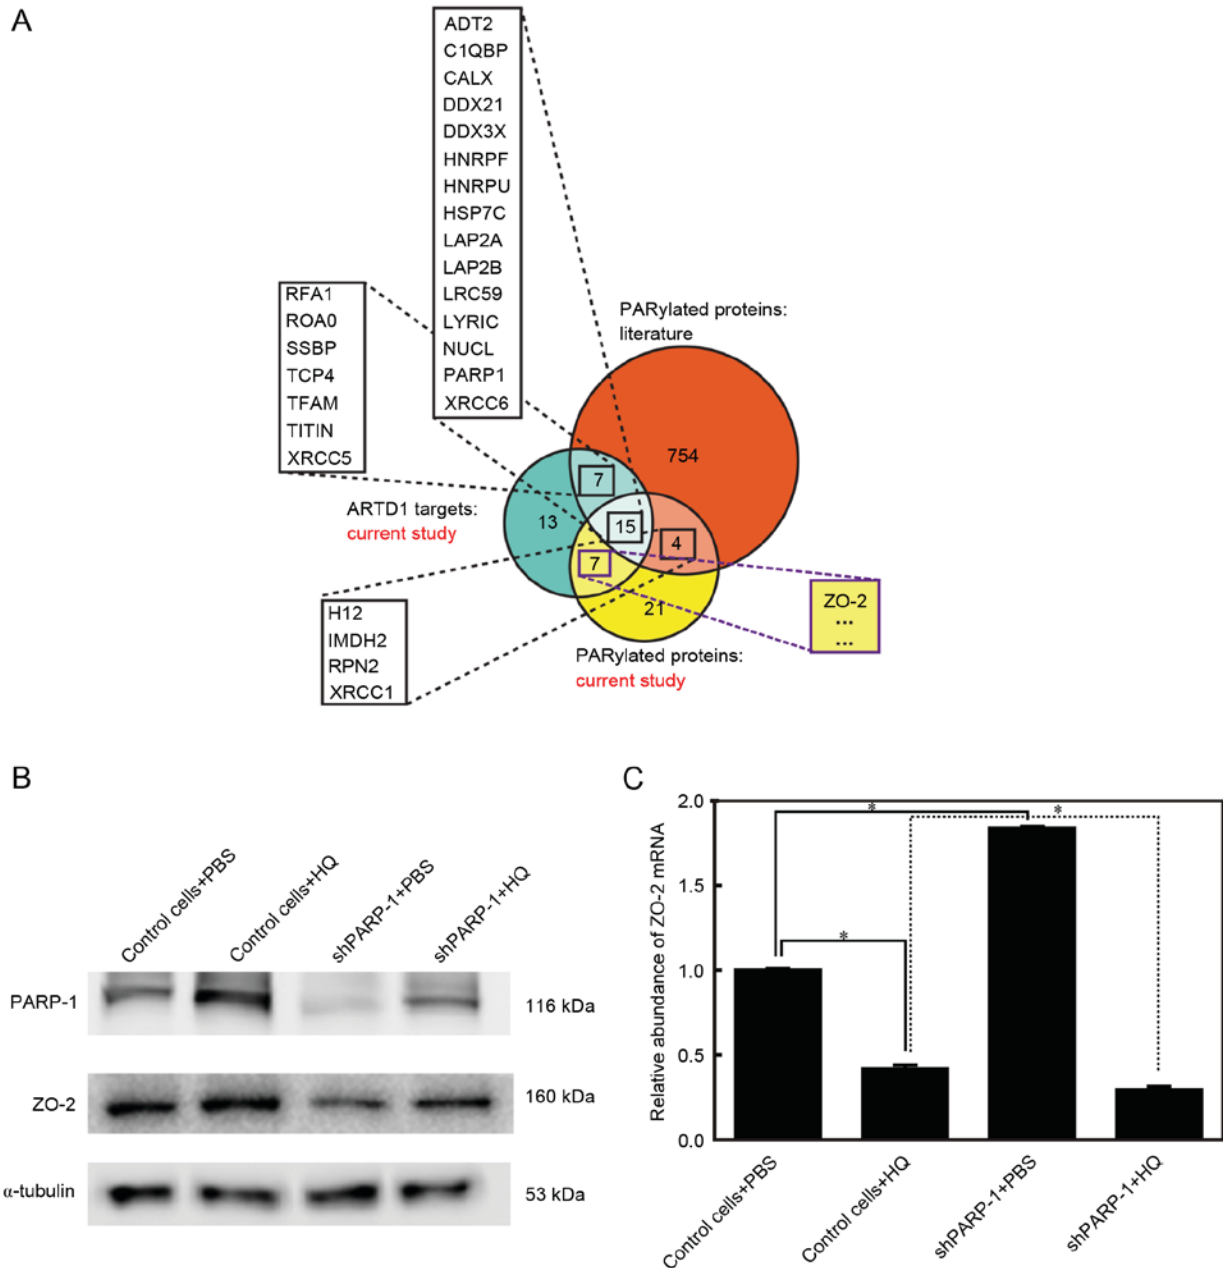 A
ADT2
C1QBP
CALX
DDX21
DDX3X
HNRPF
HNRPU
HSP7C
LAP2A
LAP2B
LRC59
LYRIC
NUCL
PARP1
XRCC6
RFA1
ROA0
SSBP
TCP4
TFAM
TITIN
XRCC5
PARylated proteins:
literature
754
7
ARTD1 targets:
current study
13
15
4
7
21
H12
IMDH2
RPN2
XRCC1
ZO-2
...
...
PARylated proteins:
current study
B
Control cells+PBS
Control cells+HQ
shPARP-1+PBS
shPARP-1+HQ
PARP-1
116 kDa
ZO-2
160 kDa
α-tubulin
53 kDa
C
Relative abundance of ZO-2 mRNA
2.0
1.5
1.0
0.5
0.0
*
*
*
Control cells+PBS
Control cells+HQ
shPARP-1+PBS
shPARP-1+HQ